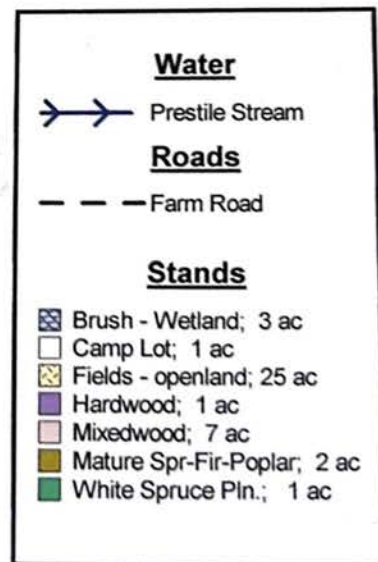 Water
Prestile Stream
Roads
Farm Road
Stands
Brush - Wetland; 3 ac
Camp Lot; 1 ac
Fields - openland; 25 ac
Hardwood; 1 ac
Mixedwood; 7 ac
Mature Spr-Fir-Poplar; 2 ac
White Spruce Pln.; 1 ac